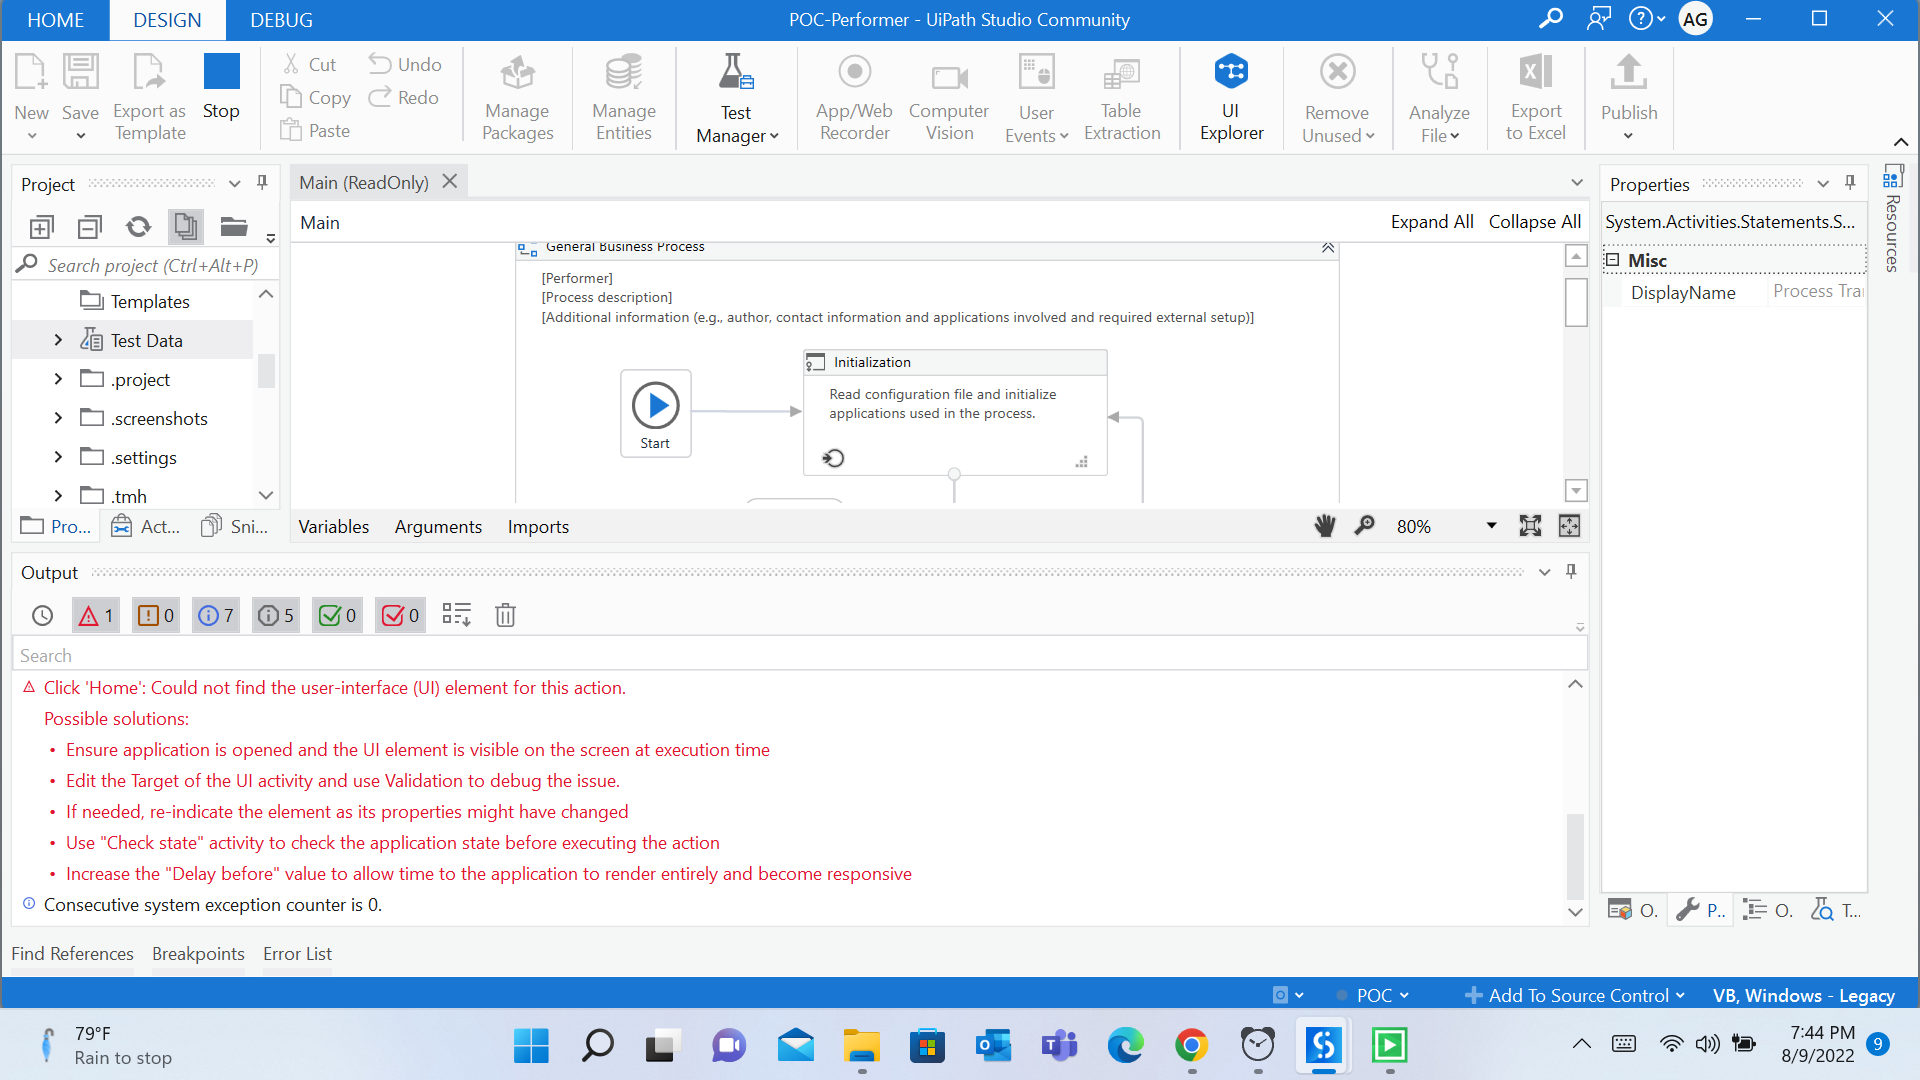 HOME
DESIGN
DEBUG
POC-Performer - UiPath Studio Community
AG
New
Save
Export as Template
Stop
Cut
Copy
Paste
Undo
Redo
Manage Packages
Manage Entities
Test Manager
App/Web Recorder
Computer Vision
User Events
Table Extraction
UI Explorer
Remove Unused
Analyze File
Export to Excel
Publish
Project
Main (ReadOnly)
Properties
Resources
Main
Expand All
Collapse All
System.Activities.Statements.S...
Search project (Ctrl+Alt+P)
Misc
DisplayName
Process Tra
Templates
Test Data
.project
.screenshots
.settings
.tmh
General Business Process
[Performer]
[Process description]
[Additional information (e.g., author, contact information and applications involved and required external setup)]
Start
Initialization
Read configuration file and initialize
applications used in the process.
Pro...
Act...
Sni...
Variables
Arguments
Imports
80%
Output
1
0
7
5
0
0
Search
Click 'Home': Could not find the user-interface (UI) element for this action.
Possible solutions:
• Ensure application is opened and the UI element is visible on the screen at execution time
• Edit the Target of the UI activity and use Validation to debug the issue.
• If needed, re-indicate the element as its properties might have changed
• Use "Check state" activity to check the application state before executing the action
• Increase the "Delay before" value to allow time to the application to render entirely and become responsive
Consecutive system exception counter is 0.
O.
P..
O.
T...
Find References
Breakpoints
Error List
POC
Add To Source Control
VB, Windows - Legacy
79°F
Rain to stop
7:44 PM
8/9/2022
9